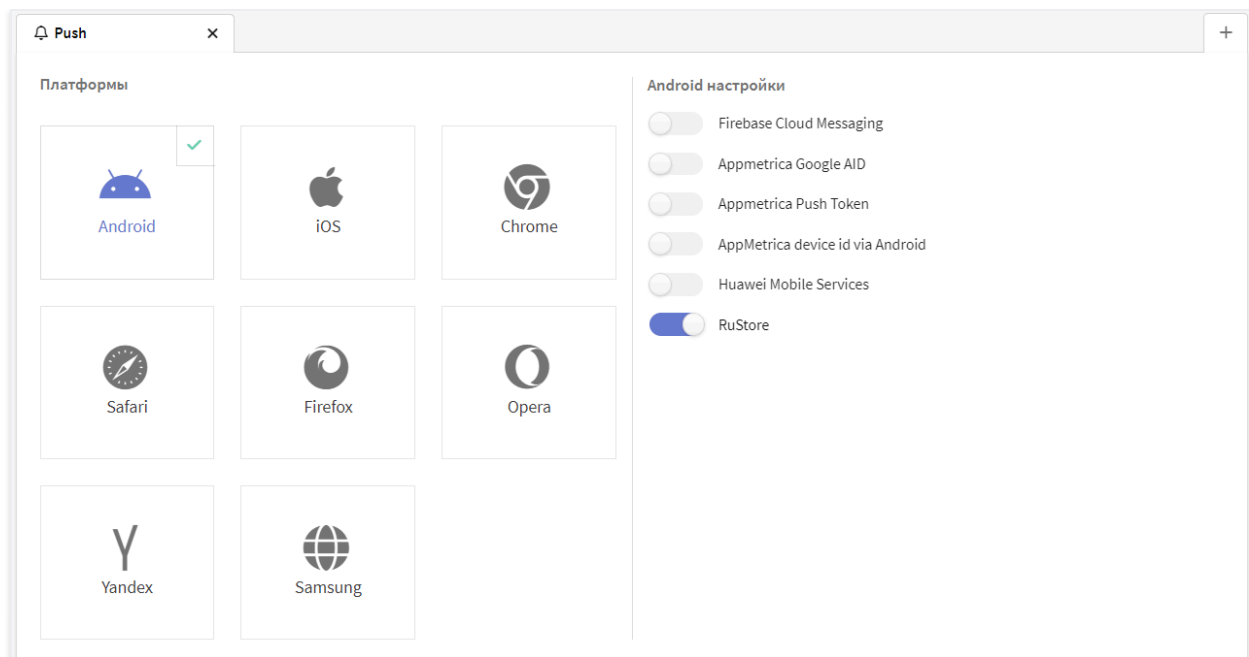 Push
Платформы
Android
iOS
Chrome
Safari
Firefox
Opera
Yandex
Samsung
Android настройки
Firebase Cloud Messaging
Appmetrica Google AID
Appmetrica Push Token
AppMetrica device id via Android
Huawei Mobile Services
RuStore